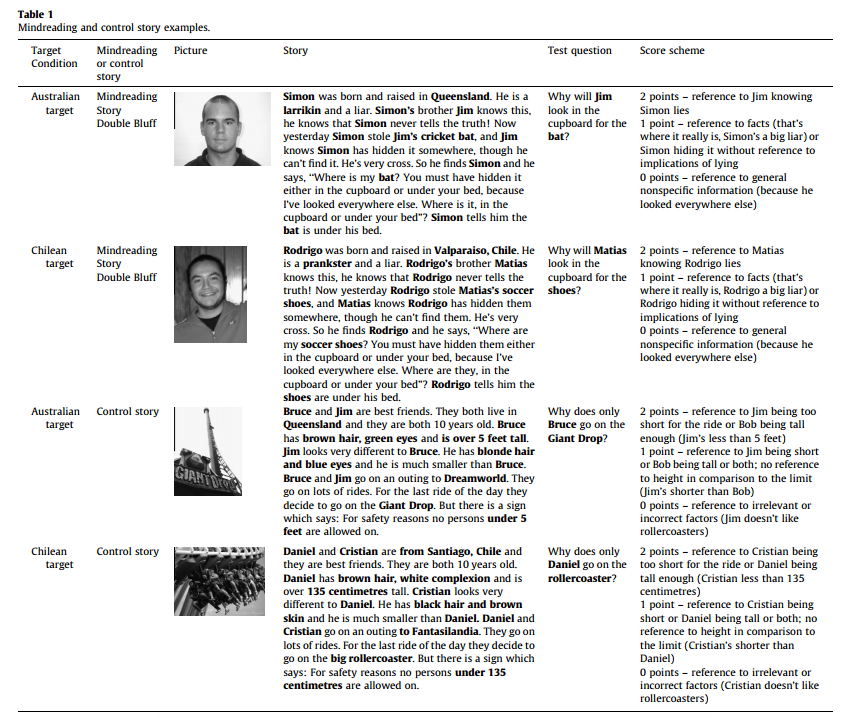 Table 1
Mindreading and control story examples.
Target
Condition
Mindreading
or control
story
Picture
Story
Test question
Score scheme
Australian
target
Mindreading
Story
Double Bluff
Simon was born and raised in Queensland. He is a
larrikin and a liar. Simon's brother Jim knows this,
he knows that Simon never tells the truth! Now
yesterday Simon stole Jim's cricket bat, and Jim
knows Simon has hidden it somewhere, though he
can't find it. He's very cross. So he finds Simon and he
says, "Where is my bat? You must have hidden it
either in the cupboard or under your bed, because
I've looked everywhere else. Where is it, in the
cupboard or under your bed"? Simon tells him the
bat is under his bed.
Why will Jim
look in the
cupboard for the
bat?
2 points – reference to Jim knowing
Simon lies
1 point – reference to facts (that's
where it really is, Simon's a big liar) or
Simon hiding it without reference to
implications of lying
0 points – reference to general
nonspecific information (because he
looked everywhere else)
Chilean
target
Mindreading
Story
Double Bluff
Rodrigo was born and raised in Valparaiso, Chile. He
is a prankster and a liar. Rodrigo's brother Matias
knows this, he knows that Rodrigo never tells the
truth! Now yesterday Rodrigo stole Matias's soccer
shoes, and Matias knows Rodrigo has hidden them
somewhere, though he can't find them. He's very
cross. So he finds Rodrigo and he says, "Where are
my soccer shoes? You must have hidden them either
in the cupboard or under your bed, because I've
looked everywhere else. Where are they, in the
cupboard or under your bed"? Rodrigo tells him the
shoes are under his bed.
Why will Matias
look in the
cupboard for the
shoes?
2 points – reference to Matias
knowing Rodrigo lies
1 point – reference to facts (that's
where it really is, Rodrigo a big liar) or
Rodrigo hiding it without reference to
implications of lying
0 points – reference to general
nonspecific information (because he
looked everywhere else)
Australian
target
Control story
GIANT DROP
Bruce and Jim are best friends. They both live in
Queensland and they are both 10 years old. Bruce
has brown hair, green eyes and is over 5 feet tall.
Jim looks very different to Bruce. He has blonde hair
and blue eyes and he is much smaller than Bruce.
Bruce and Jim go on an outing to Dreamworld. They
go on lots of rides. For the last ride of the day they
decide to go on the Giant Drop. But there is a sign
which says: For safety reasons no persons under 5
feet are allowed on.
Why does only
Bruce go on the
Giant Drop?
2 points – reference to Jim being too
short for the ride or Bob being tall
enough (Jim's less than 5 feet)
1 point – reference to Jim being short
or Bob being tall or both; no reference
to height in comparison to the limit
(Jim's shorter than Bob)
0 points – reference to irrelevant or
incorrect factors (Jim doesn't like
rollercoasters)
Chilean
target
Control story
Daniel and Cristian are from Santiago, Chile and
they are best friends. They are both 10 years old.
Daniel has brown hair, white complexion and is
over 135 centimetres tall. Cristian looks very
different to Daniel. He has black hair and brown
skin and he is much smaller than Daniel. Daniel and
Cristian go on an outing to Fantasilandia. They go on
lots of rides. For the last ride of the day they decide to
go on the big rollercoaster. But there is a sign which
says: For safety reasons no persons under 135
centimetres are allowed on.
Why does only
Daniel go on the
rollercoaster?
2 points – reference to Cristian being
too short for the ride or Daniel being
tall enough (Cristian less than 135
centimetres)
1 point – reference to Cristian being
short or Daniel being tall or both; no
reference to height in comparison to
the limit (Cristian's shorter than
Daniel)
0 points – reference to irrelevant or
incorrect factors (Cristian doesn't like
rollercoasters)